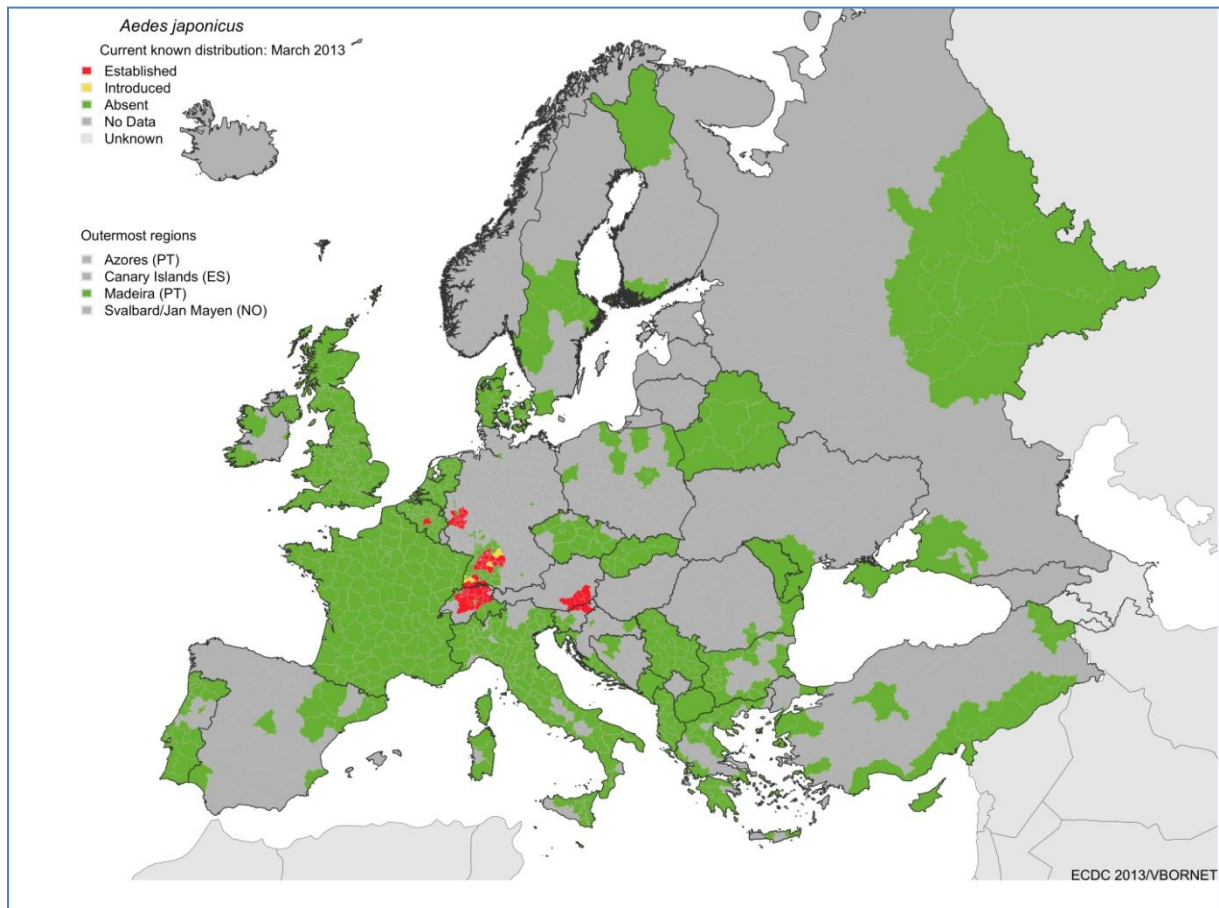 Aedes japonicus
Current known distribution: March 2013
Established
Introduced
Absent
No Data
Unknown
Outermost regions
Azores (PT)
Canary Islands (ES)
Madeira (PT)
Svalbard/Jan Mayen (NO)
ECDC 2013/VBORNET